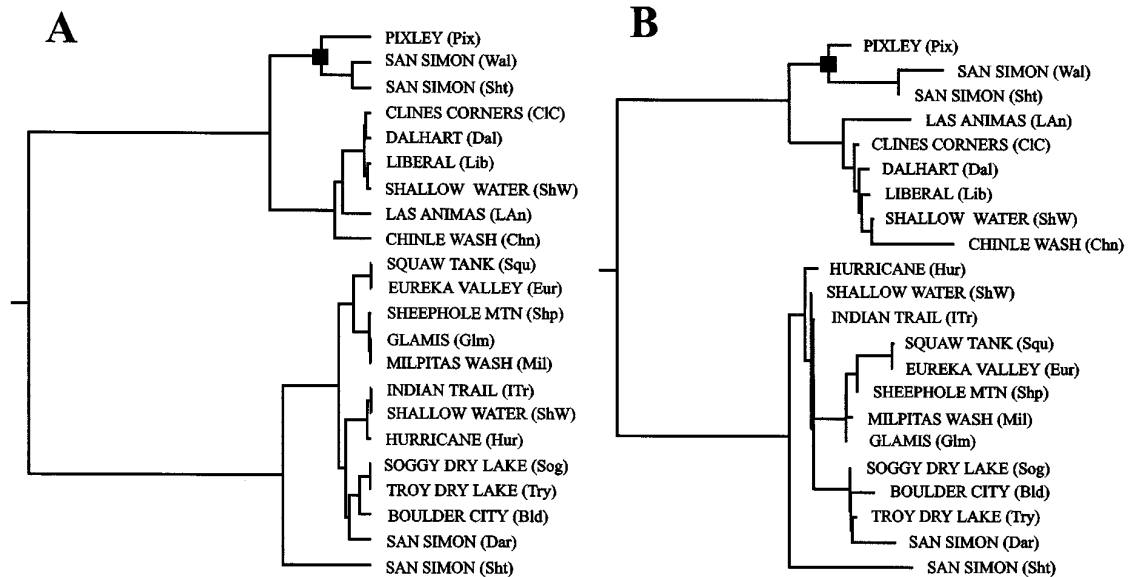 A
PIXLEY (Pix)
SAN SIMON (Wal)
SAN SIMON (Sht)
CLINES CORNERS (ClC)
DALHART (Dal)
LIBERAL (Lib)
SHALLOW WATER (ShW)
LAS ANIMAS (LAn)
CHINLE WASH (Chn)
SQUAW TANK (Squ)
EUREKA VALLEY (Eur)
SHEEPHOLE MTN (Shp)
GLAMIS (Glm)
MILPITAS WASH (Mil)
INDIAN TRAIL (ITr)
SHALLOW WATER (ShW)
HURRICANE (Hur)
SOGGY DRY LAKE (Sog)
TROY DRY LAKE (Try)
BOULDER CITY (Bld)
SAN SIMON (Dar)
SAN SIMON (Sht)
B
PIXLEY (Pix)
SAN SIMON (Wal)
SAN SIMON (Sht)
LAS ANIMAS (LAn)
CLINES CORNERS (ClC)
DALHART (Dal)
LIBERAL (Lib)
SHALLOW WATER (ShW)
CHINLE WASH (Chn)
HURRICANE (Hur)
SHALLOW WATER (ShW)
INDIAN TRAIL (ITr)
SQUAW TANK (Squ)
EUREKA VALLEY (Eur)
SHEEPHOLE MTN (Shp)
MILPITAS WASH (Mil)
GLAMIS (Glm)
SOGGY DRY LAKE (Sog)
BOULDER CITY (Bld)
TROY DRY LAKE (Try)
SAN SIMON (Dar)
SAN SIMON (Sht)